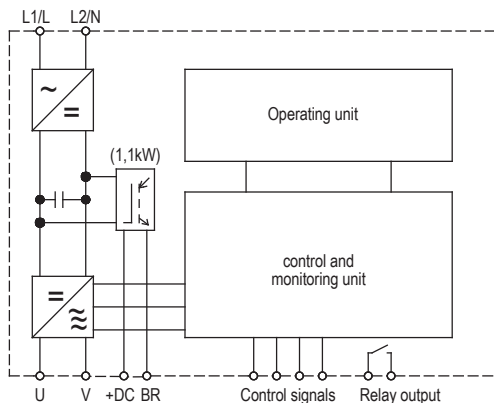 L1/L L2/N
~
=
Operating unit
(1,1kW)
control and
monitoring unit
=
≈
U V +DC BR Control signals Relay output